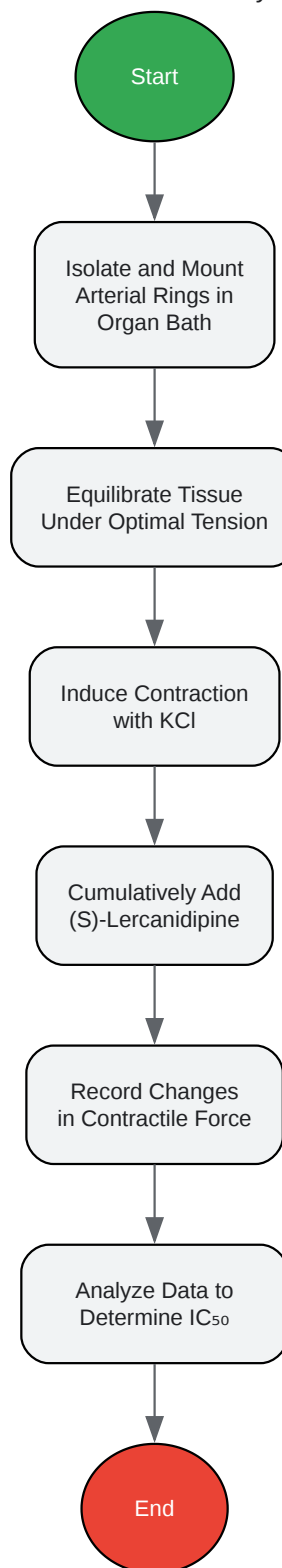 Start
Isolate and Mount
Arterial Rings in
Organ Bath
Equilibrate Tissue
Under Optimal Tension
Induce Contraction
with KCl
Cumulatively Add
(S)-Lercanidipine
Record Changes
in Contractile Force
Analyze Data to
Determine IC₅₀
End